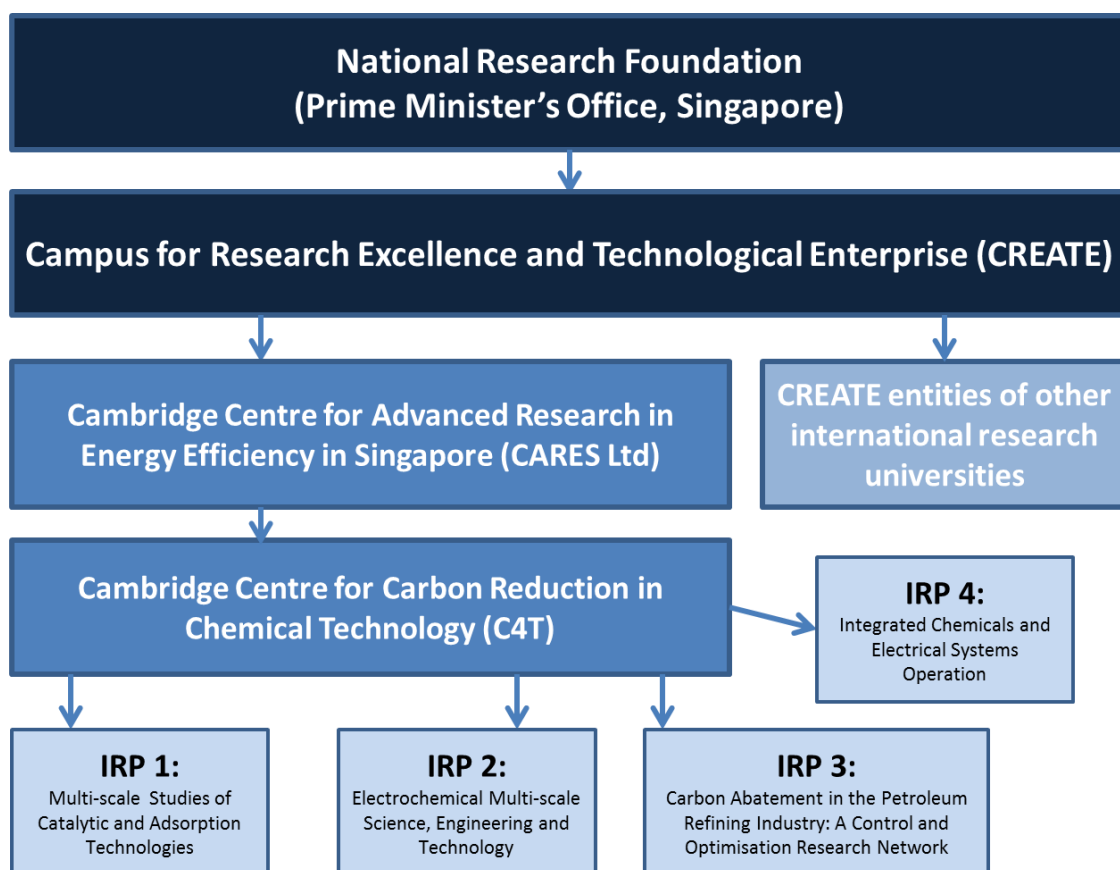 National Research Foundation
(Prime Minister’s Office, Singapore)
Campus for Research Excellence and Technological Enterprise (CREATE)
Cambridge Centre for Advanced Research in
Energy Efficiency in Singapore (CARES Ltd)
CREATE entities of other
international research
universities
Cambridge Centre for Carbon Reduction in
Chemical Technology (C4T)
IRP 4:
Integrated Chemicals and
Electrical Systems
Operation
IRP 1:
Multi-scale Studies of
Catalytic and Adsorption
Technologies
IRP 2:
Electrochemical Multi-scale
Science, Engineering and
Technology
IRP 3:
Carbon Abatement in the Petroleum
Refining Industry: A Control and
Optimisation Research Network